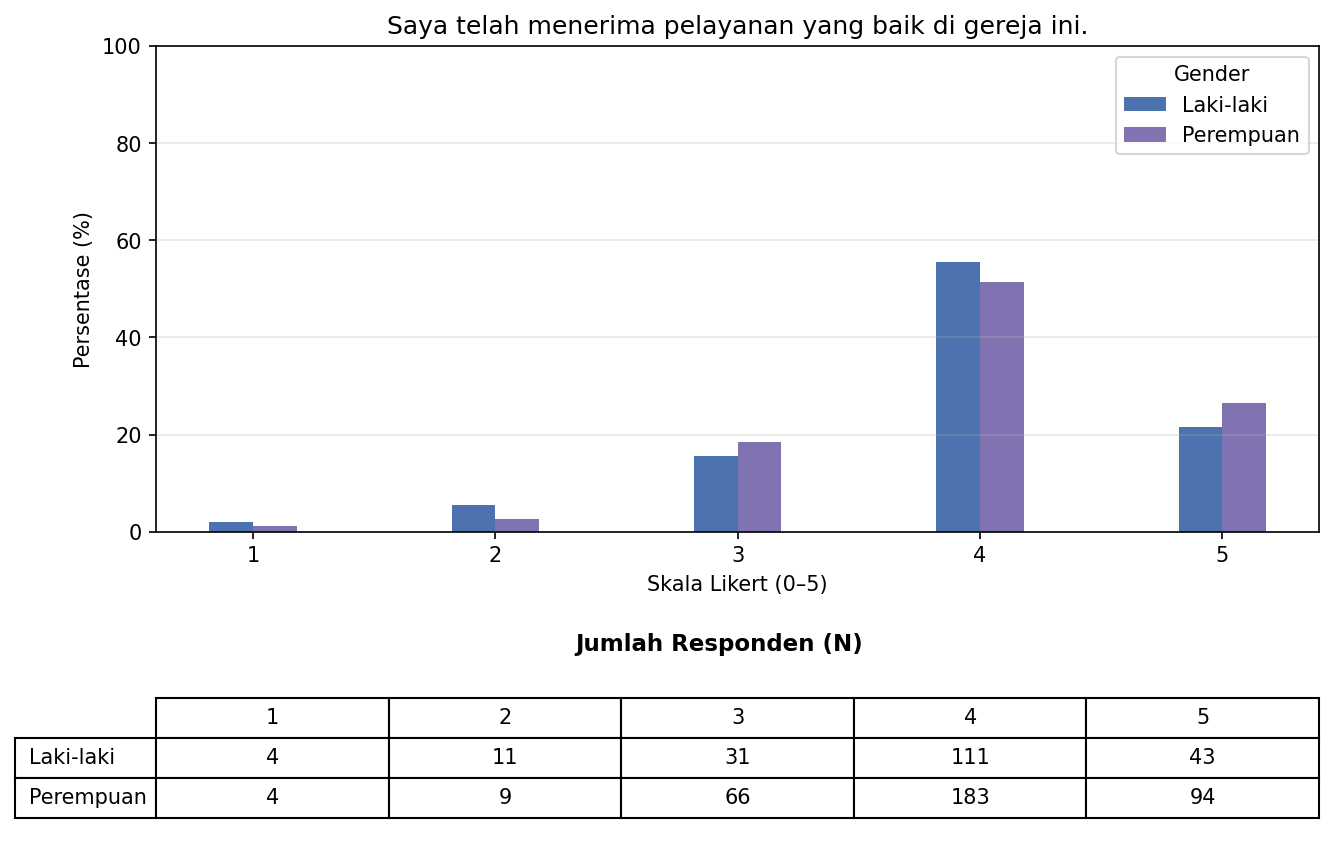 Saya telah menerima pelayanan yang baik di gereja ini.
100
80
60
40
20
0
Persentase (%)
Gender
Laki-laki
Perempuan
1 2 3 4 5
Skala Likert (0–5)
Jumlah Responden (N)
1 2 3 4 5
Laki-laki 4 11 31 111 43
Perempuan 4 9 66 183 94